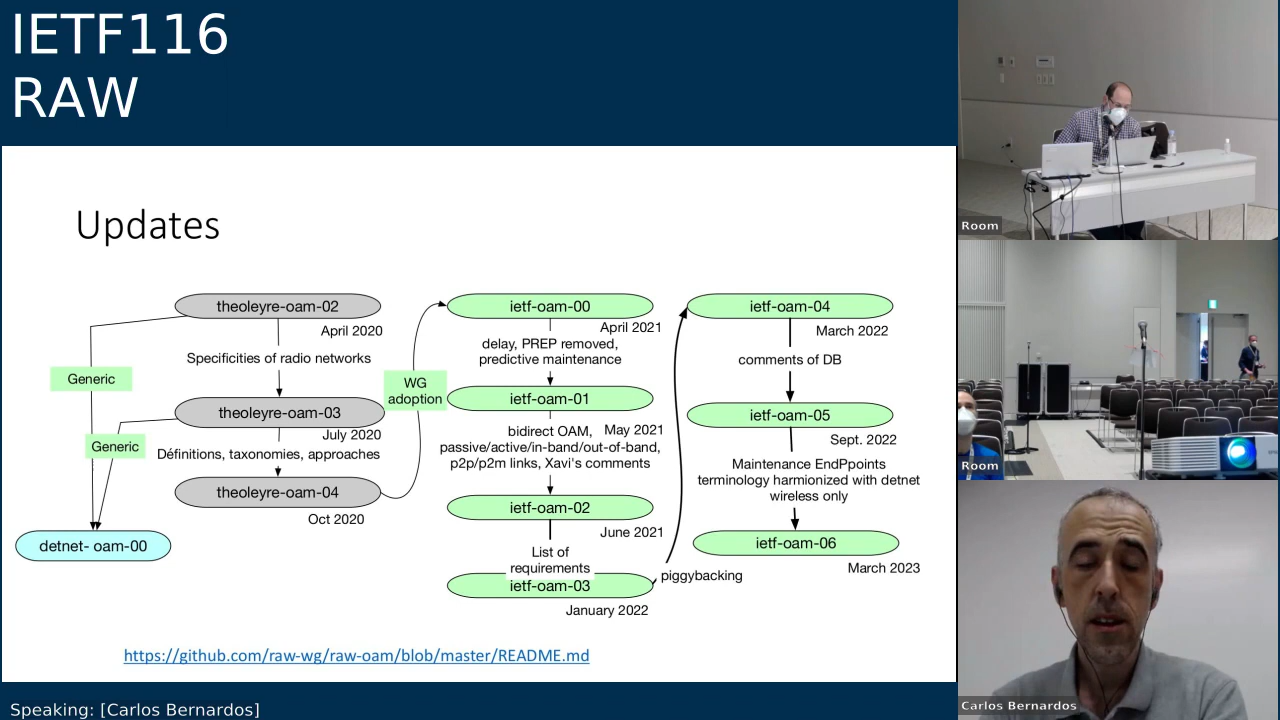 IETF116
RAW
Updates
theoleyre-oam-02
April 2020
Specificities of radio networks
Generic
theoleyre-oam-03
July 2020
Generic
Définitions, taxonomies, approaches
theoleyre-oam-04
Oct 2020
detnet- oam-00
WG
adoption
ietf-oam-00
April 2021
delay, PREP removed,
predictive maintenance
ietf-oam-01
May 2021
bidirect OAM,
passive/active/in-band/out-of-band,
p2p/p2m links, Xavi's comments
ietf-oam-02
June 2021
List of
requirements
ietf-oam-03
January 2022
piggybacking
ietf-oam-04
March 2022
comments of DB
ietf-oam-05
Sept. 2022
Maintenance EndPpoints
terminology harmonized with detnet
wireless only
ietf-oam-06
March 2023
https://github.com/raw-wg/raw-oam/blob/master/README.md
Speaking: [Carlos Bernardos]
Room
Room
Carlos Bernardos